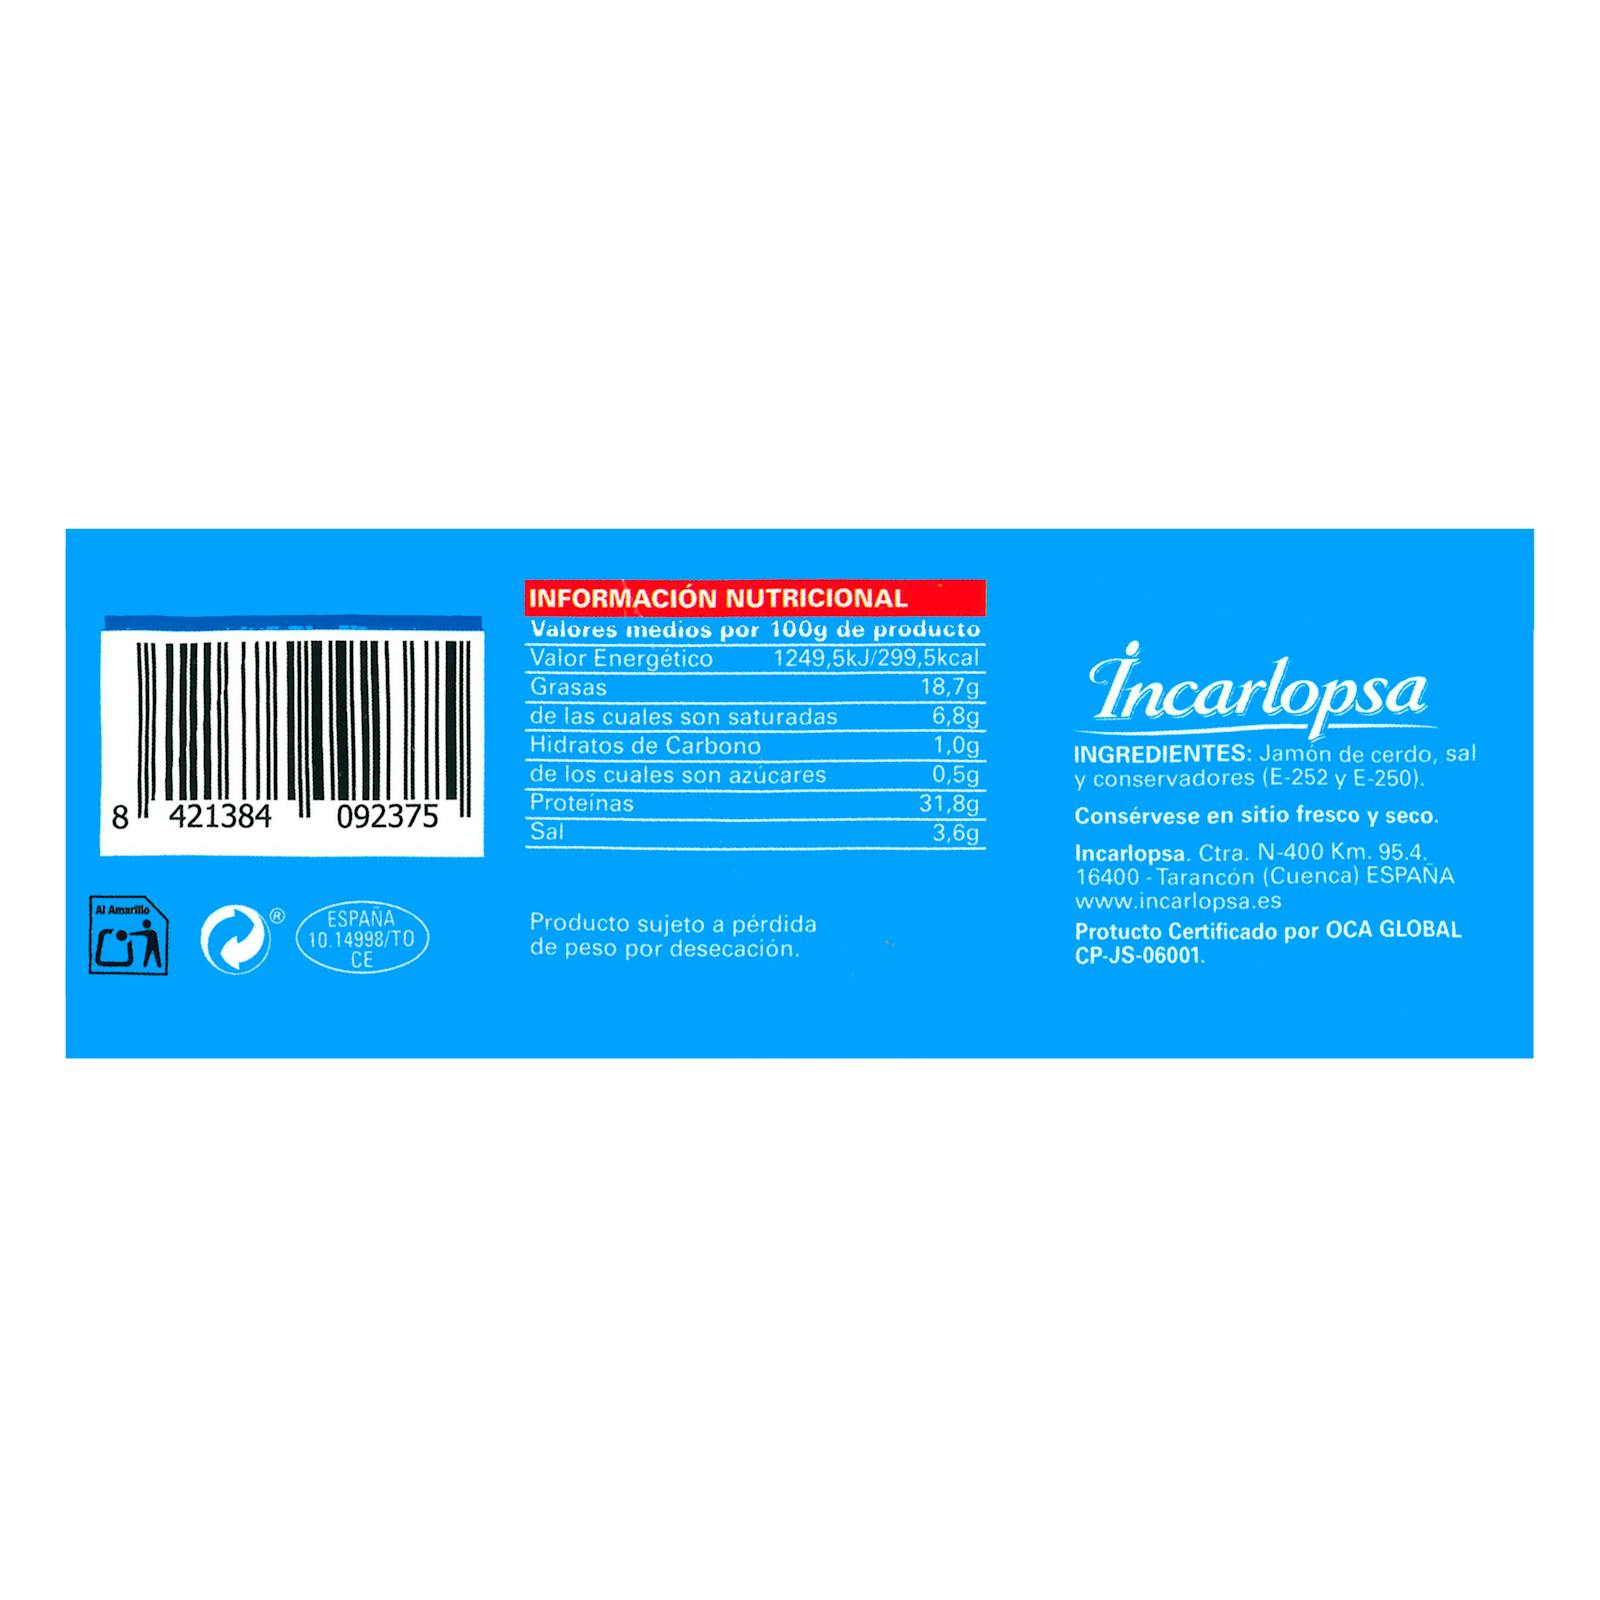 8 421384 092375
Al Amarillo
®
ESPAÑA
10.14998/TO
CE
INFORMACIÓN NUTRICIONAL
Valores medios por 100g de producto
Valor Energético 1249,5kJ/299,5kcal
Grasas 18,7g
de las cuales son saturadas 6,8g
Hidratos de Carbono 1,0g
de los cuales son azúcares 0,5g
Proteínas 31,8g
Sal 3,6g
Producto sujeto a pérdida
de peso por desecación.
Incarlopsa
INGREDIENTES: Jamón de cerdo, sal
y conservadores (E-252 y E-250).
Consérvese en sitio fresco y seco.
Incarlopsa. Ctra. N-400 Km. 95.4.
16400 - Tarancón (Cuenca) ESPAÑA
www.incarlopsa.es
Protucto Certificado por OCA GLOBAL
CP-JS-06001.